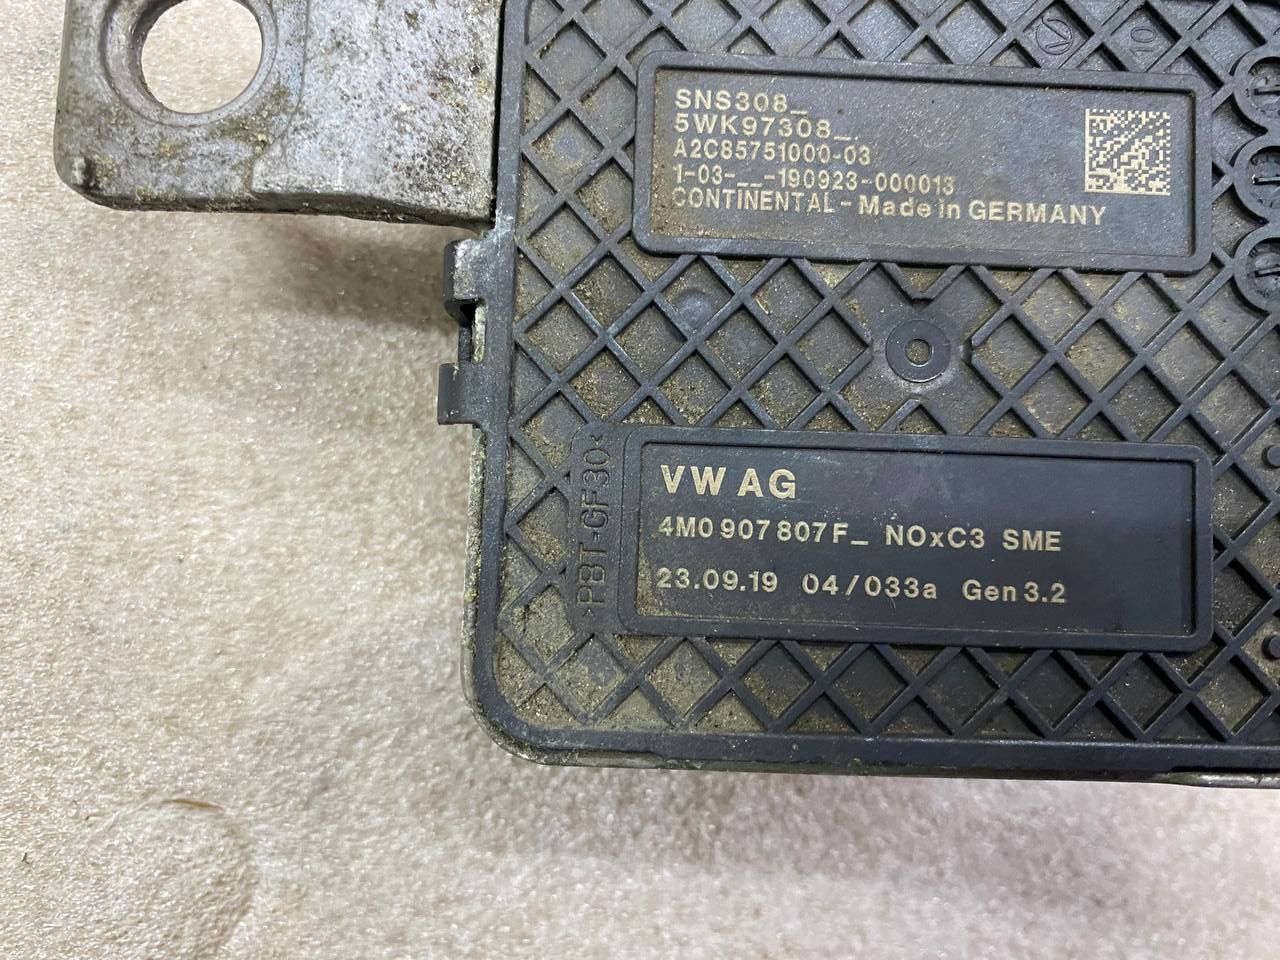 SNS308_
5WK97308_.
A2C85751000-03
1-03-__-190923-000013
CONTINENTAL - Made in GERMANY
>PBT-GF30<
VW AG
4M0 907 807 F_ NOxC3 SME
23.09.19 04/033a Gen 3.2